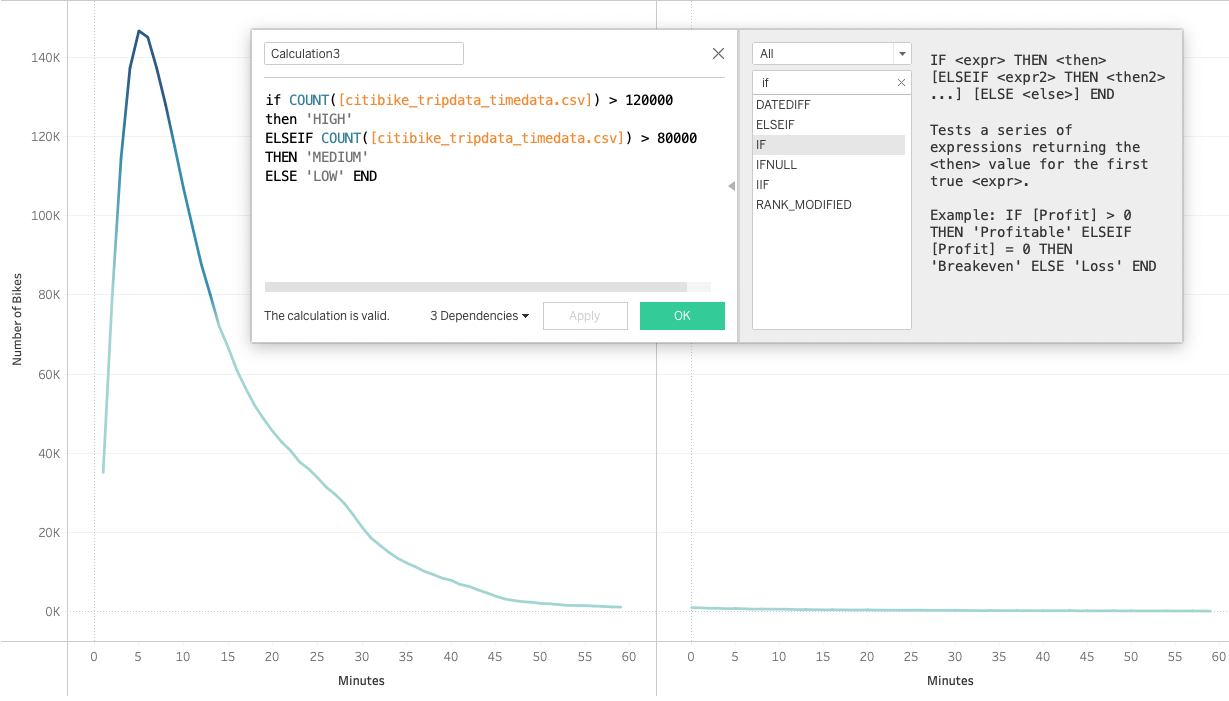 140K
120K
100K
80K
60K
40K
20K
0K
Number of Bikes
0 5 10 15 20 25 30 35 40 45 50 55 60
Minutes
0 5 10 15 20 25 30 35 40 45 50 55 60
Minutes
Calculation3
if COUNT([citibike_tripdata_timedata.csv]) > 120000
then 'HIGH'
ELSEIF COUNT([citibike_tripdata_timedata.csv]) > 80000
THEN 'MEDIUM'
ELSE 'LOW' END
The calculation is valid.
3 Dependencies
Apply
OK
All
if
DATEDIFF
ELSEIF
IF
IFNULL
IIF
RANK_MODIFIED
IF <expr> THEN <then>
[ELSEIF <expr2> THEN <then2>
...] [ELSE <else>] END
Tests a series of
expressions returning the
<then> value for the first
true <expr>.
Example: IF [Profit] > 0
THEN 'Profitable' ELSEIF
[Profit] = 0 THEN
'Breakeven' ELSE 'Loss' END